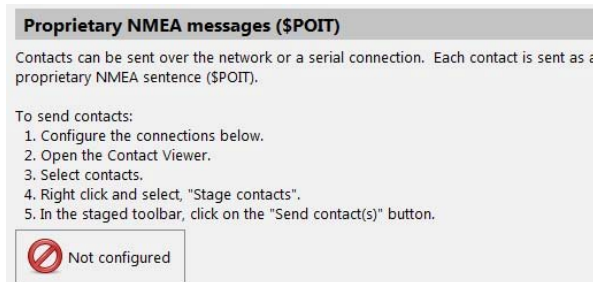 Proprietary NMEA messages ($POIT)
Contacts can be sent over the network or a serial connection. Each contact is sent as a
proprietary NMEA sentence ($POIT).
To send contacts:
1. Configure the connections below.
2. Open the Contact Viewer.
3. Select contacts.
4. Right click and select, "Stage contacts".
5. In the staged toolbar, click on the "Send contact(s)" button.
Not configured